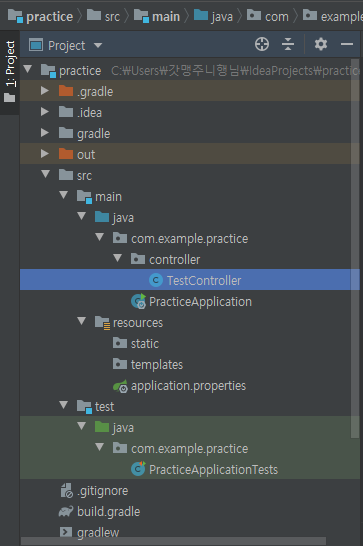 practice src main java com example
1: Project
Project
practice C:\Users\갓맹주니행님\IdeaProjects\practice
.gradle
.idea
gradle
out
src
main
java
com.example.practice
controller
TestController
PracticeApplication
resources
static
templates
application.properties
test
java
com.example.practice
PracticeApplicationTests
.gitignore
build.gradle
gradlew